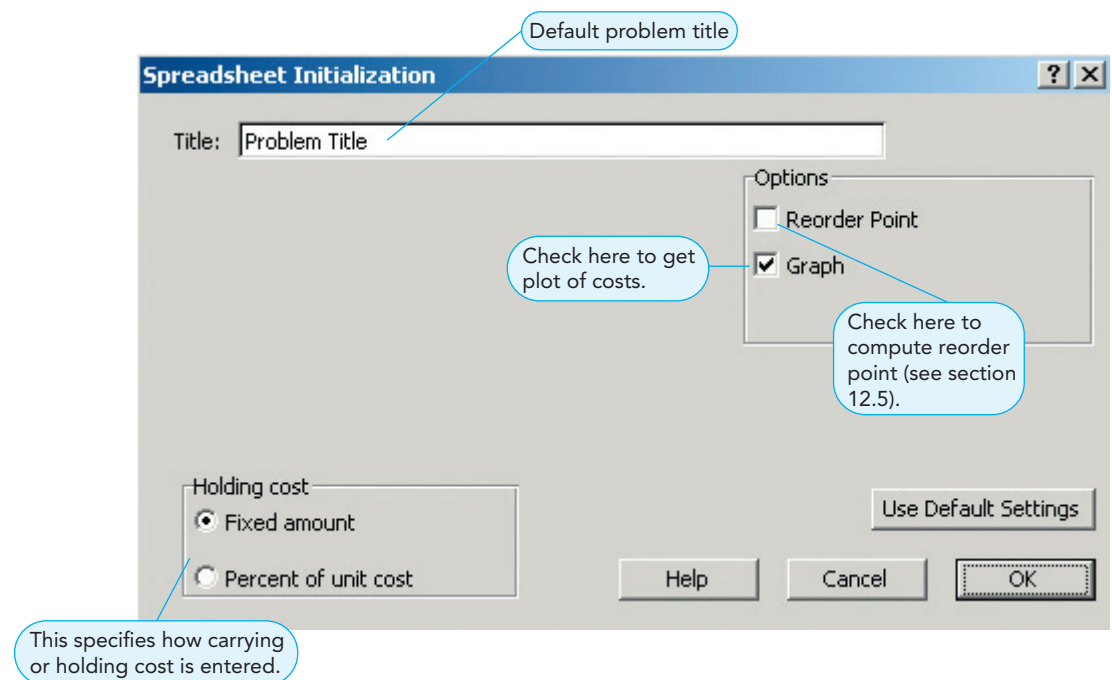 Default problem title
Spreadsheet Initialization
Title: Problem Title
Options
Reorder Point
Check here to get
plot of costs.
Graph
Check here to
compute reorder
point (see section
12.5).
Holding cost
Fixed amount
Percent of unit cost
Use Default Settings
Help
Cancel
OK
This specifies how carrying
or holding cost is entered.